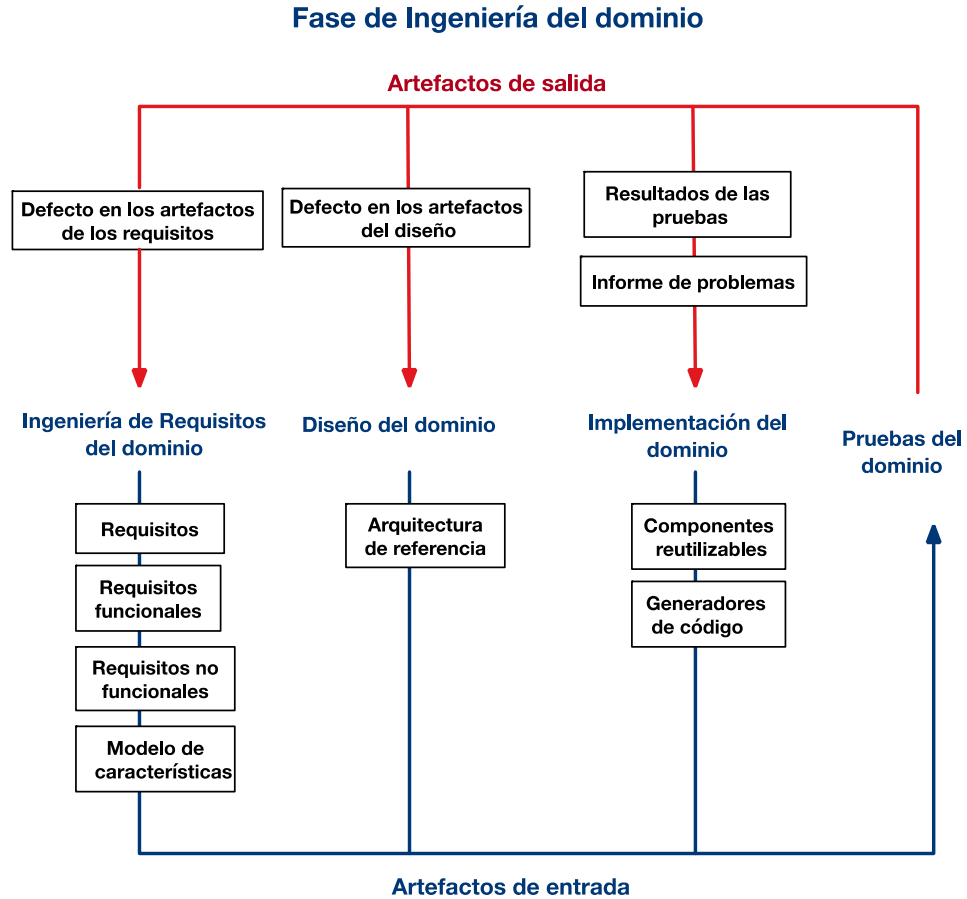 Fase de Ingeniería del dominio
Artefactos de salida
Defecto en los artefactos
de los requisitos
Defecto en los artefactos
del diseño
Resultados de las
pruebas
Informe de problemas
Ingeniería de Requisitos
del dominio
Diseño del dominio
Implementación del
dominio
Pruebas del
dominio
Requisitos
Requisitos
funcionales
Requisitos no
funcionales
Modelo de
características
Arquitectura
de referencia
Componentes
reutilizables
Generadores
de código
Artefactos de entrada